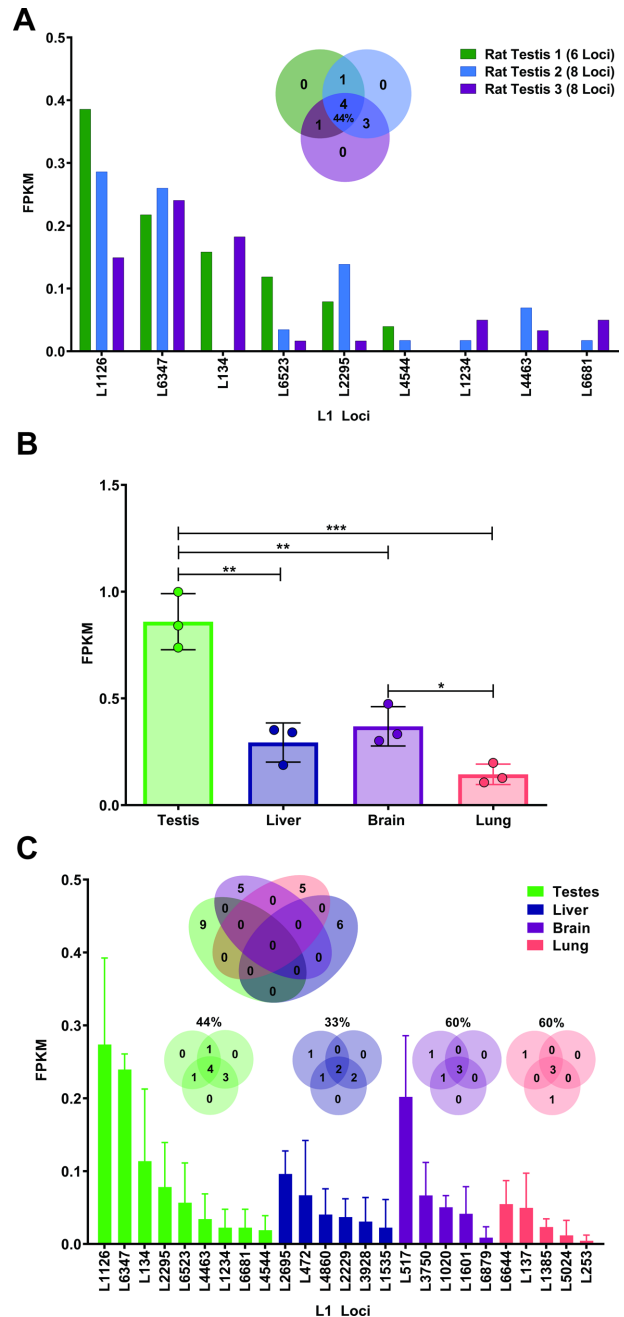 A
0.5
0.4
0.3
0.2
0.1
0.0
FPKM
Rat Testis 1 (6 Loci)
Rat Testis 2 (8 Loci)
Rat Testis 3 (8 Loci)
0 1 0
4
44%
1 3
0
L1126 L6347 L134 L6523 L2295 L4544 L1234 L4463 L6681
L1 Loci
B
1.5
1.0
0.5
0.0
FPKM
***
**
**
*
Testis Liver Brain Lung
C
0.5
0.4
0.3
0.2
0.1
0.0
FPKM
Testes
Liver
Brain
Lung
5 5
0
9 0 0 6
0 0
0
0 0
0 0
0
44% 33% 60% 60%
0 1 0 1 0 0 1 0 0 1 0 0
4 2 3 3
1 3 1 2 1 0 0 0
0 0 0 1
L1126 L6347 L134 L2295 L6523 L4463 L1234 L6681 L4544 L2695 L472 L4860 L2229 L3928 L1535 L517 L3750 L1020 L1601 L6879 L6644 L137 L1385 L5024 L253
L1 Loci